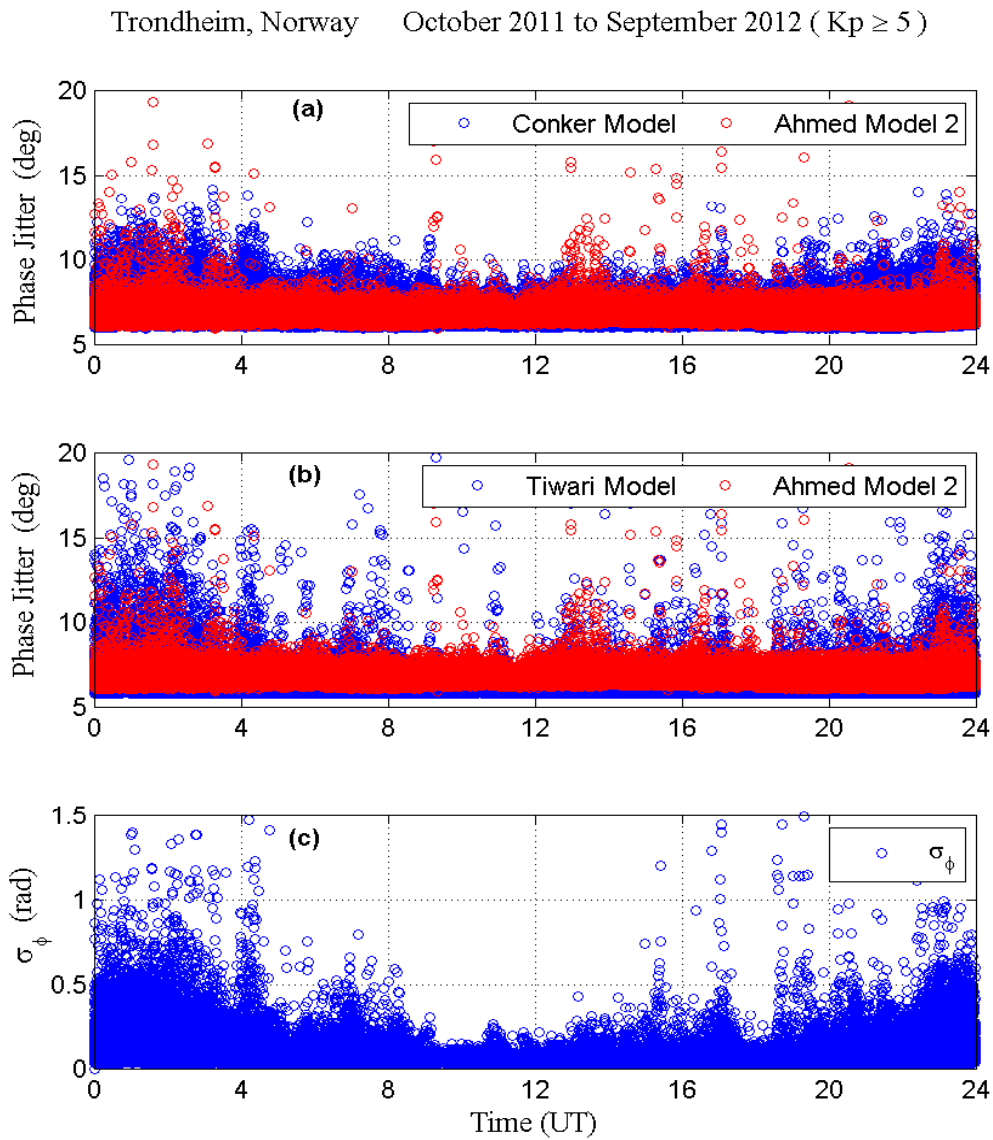 Trondheim, Norway October 2011 to September 2012 ( Kp ≥ 5 )
(a)
Conker Model Ahmed Model 2
Phase Jitter (deg)
20
15
10
5
0 4 8 12 16 20 24
(b)
Tiwari Model Ahmed Model 2
Phase Jitter (deg)
20
15
10
5
0 4 8 12 16 20 24
(c)
σϕ
σϕ (rad)
1.5
1
0.5
0
0 4 8 12 16 20 24
Time (UT)